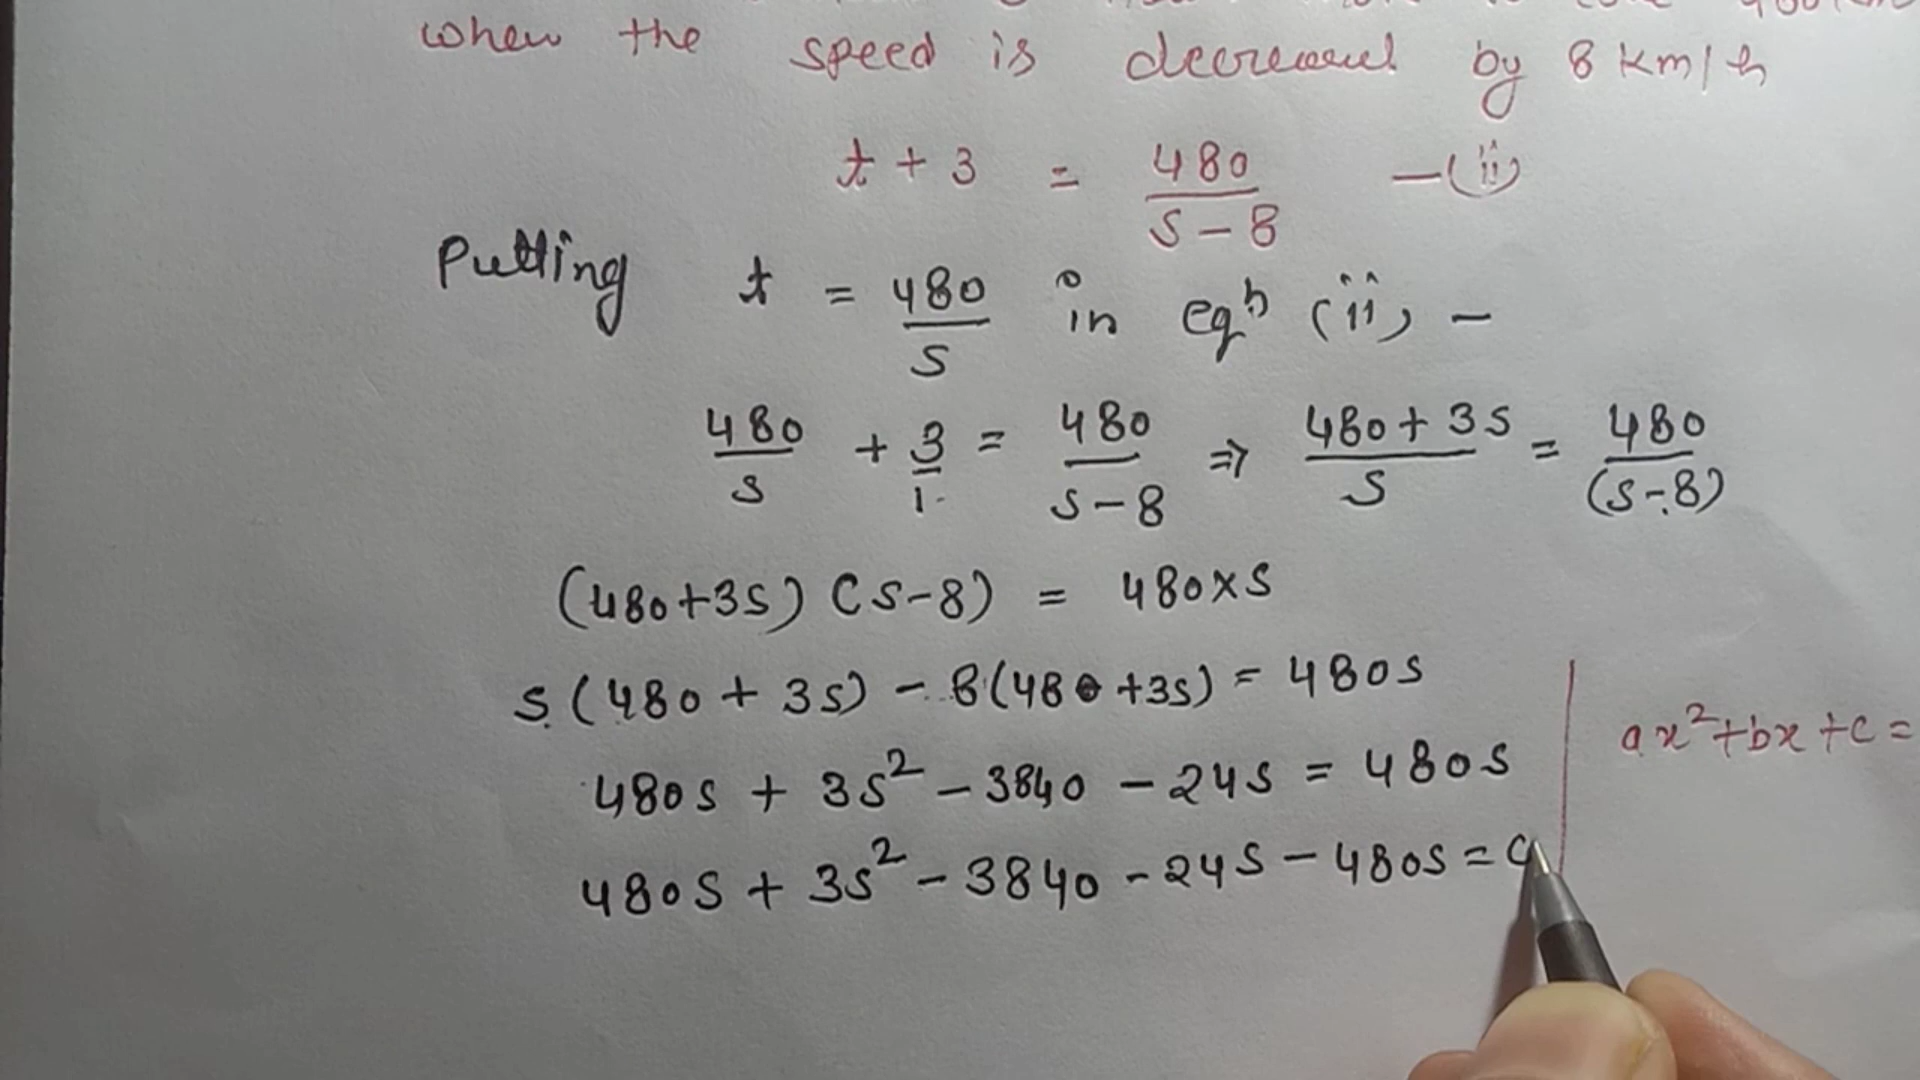 when the speed is decreased by 8 km/h
t + 3 = 480/(s-8) -(ii)
Putting t = 480/s in eqn (ii) -
480/s + 3/1 = 480/(s-8) ⇒ (480+3s)/s = 480/(s-8)
(480+3s) (s-8) = 480×s
s(480 + 3s) - 8(480+3s) = 480s
ax²+bx+c=
480s + 3s² - 3840 - 24s = 480s
480s + 3s² - 3840 - 24s - 480s =